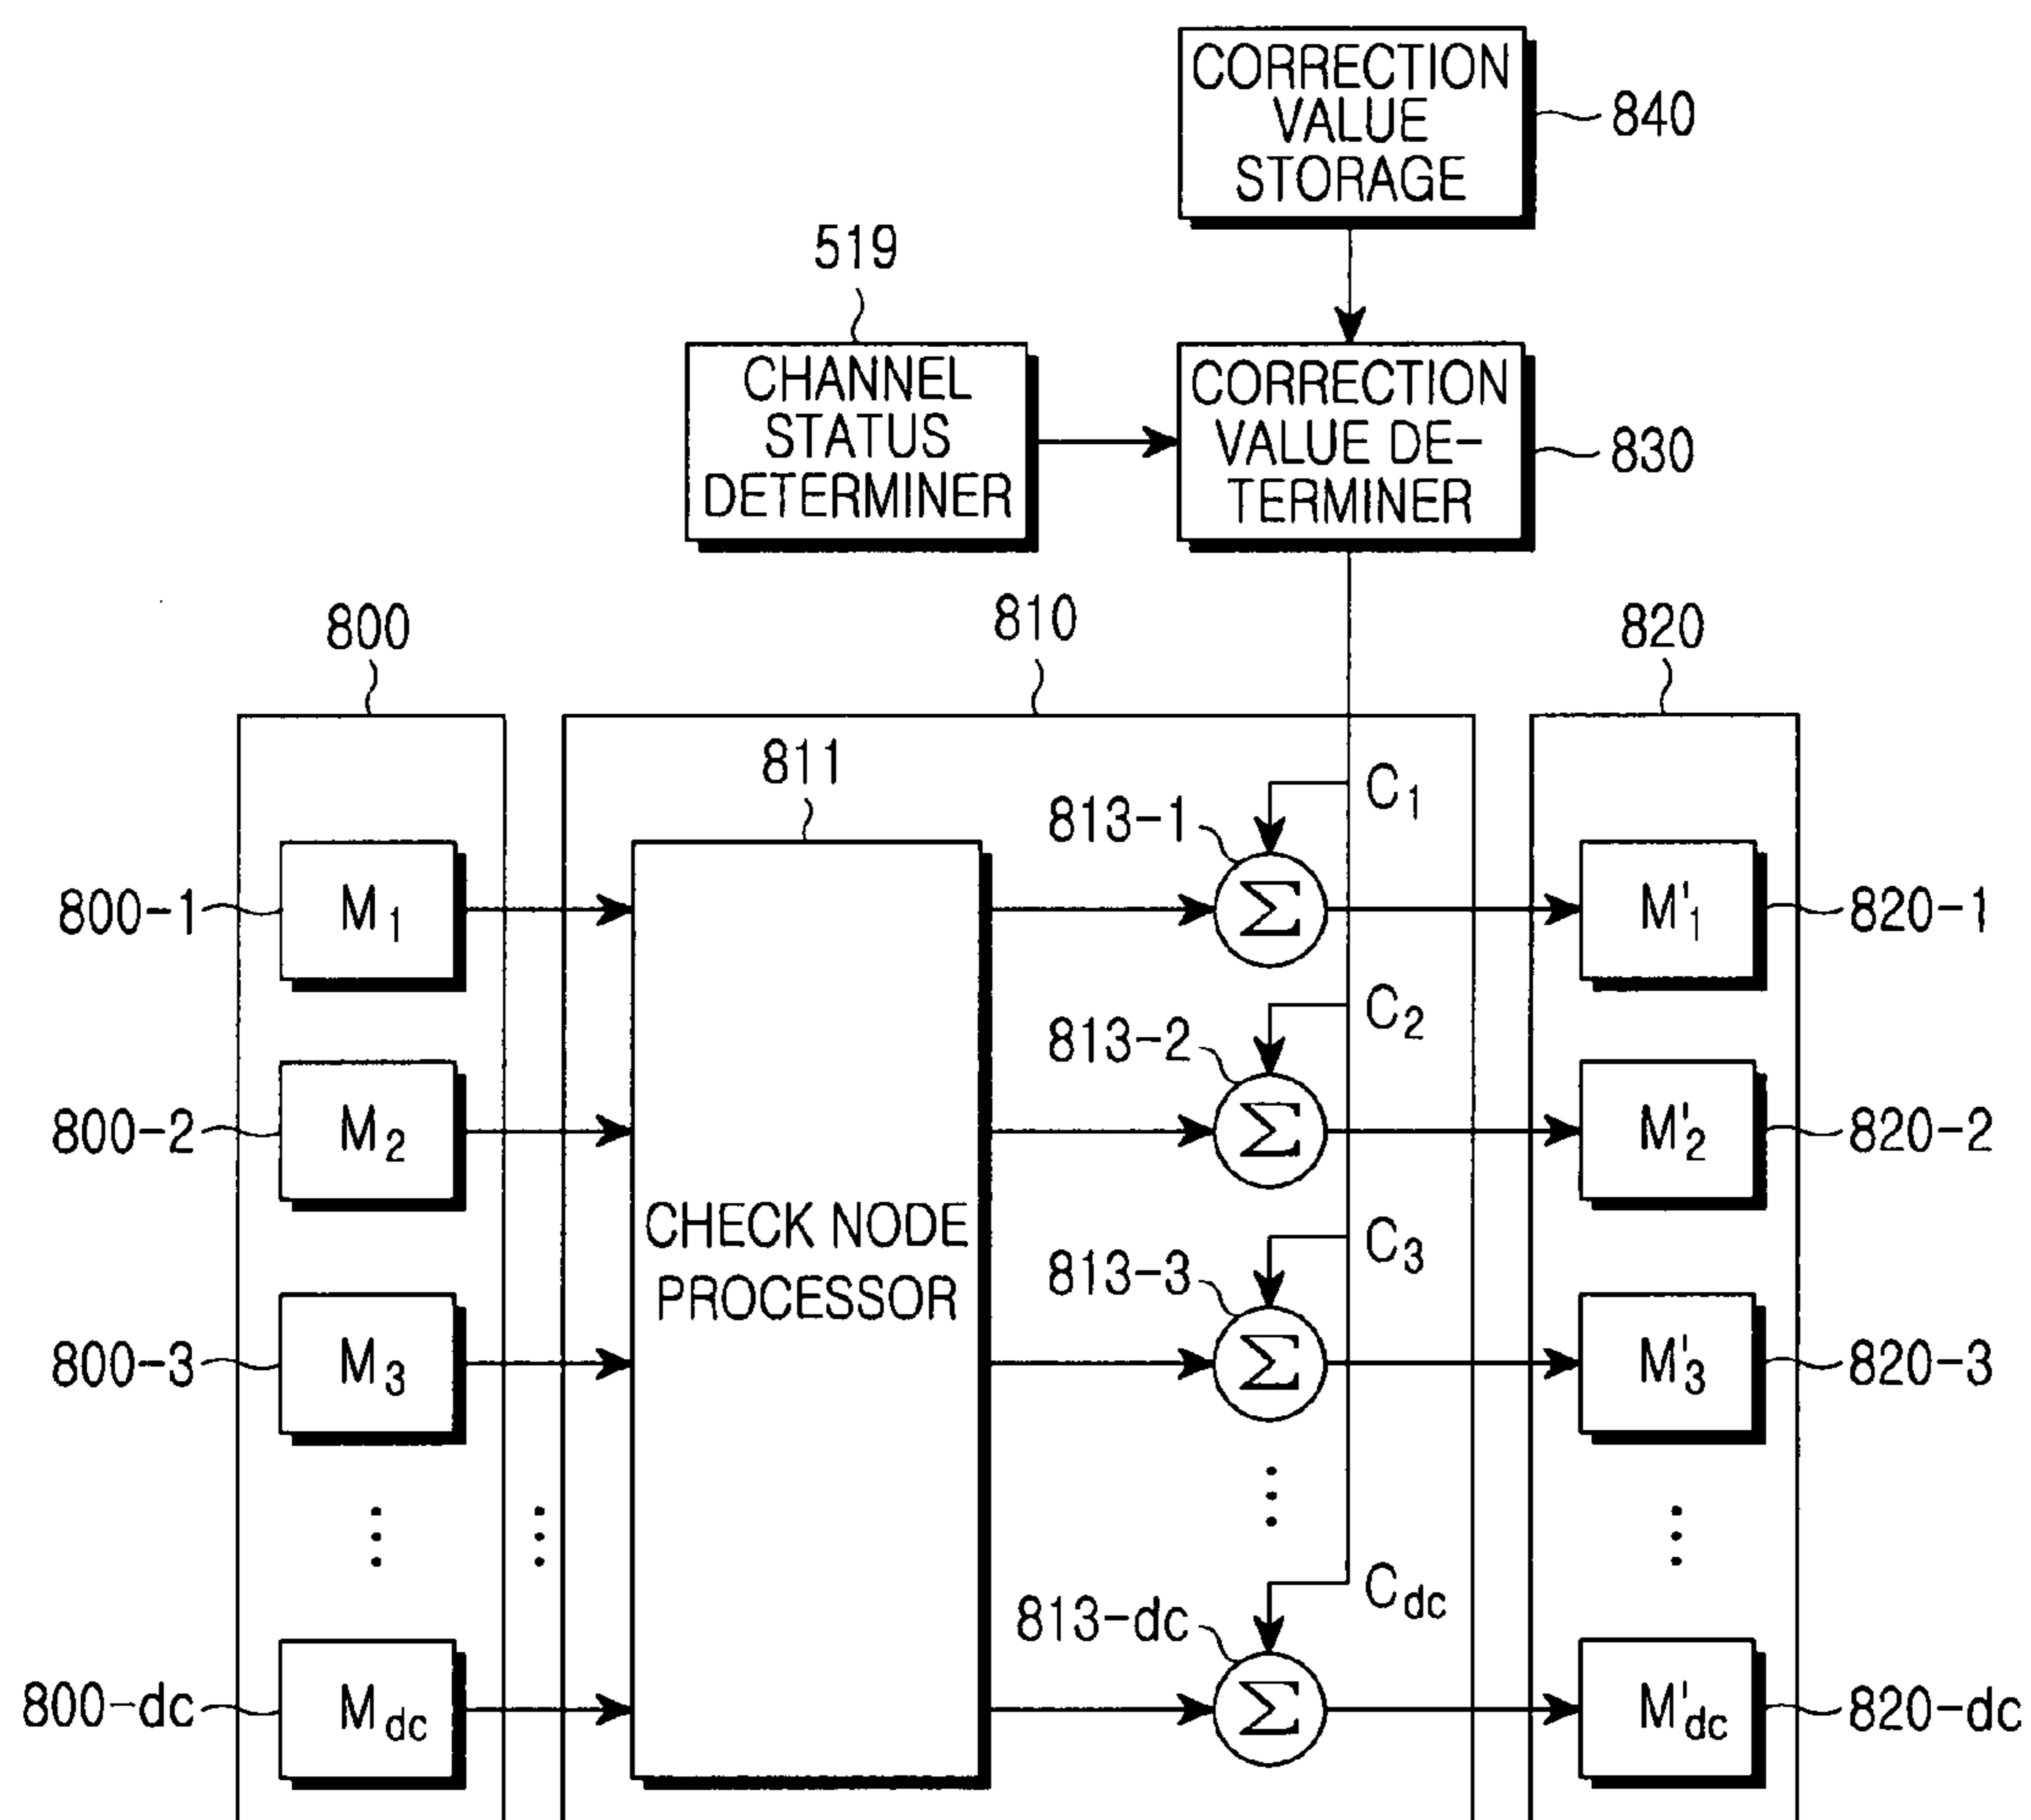 CORRECTION
VALUE
STORAGE
840
519
CHANNEL
STATUS
DETERMINER
CORRECTION
VALUE DE-
TERMINER
830
800
810
820
811
C1
813-1
800-1
M1
Σ
M'1
820-1
C2
813-2
800-2
M2
Σ
M'2
820-2
CHECK NODE
PROCESSOR
C3
813-3
800-3
M3
Σ
M'3
820-3
Cdc
813-dc
800-dc
Mdc
Σ
M'dc
820-dc